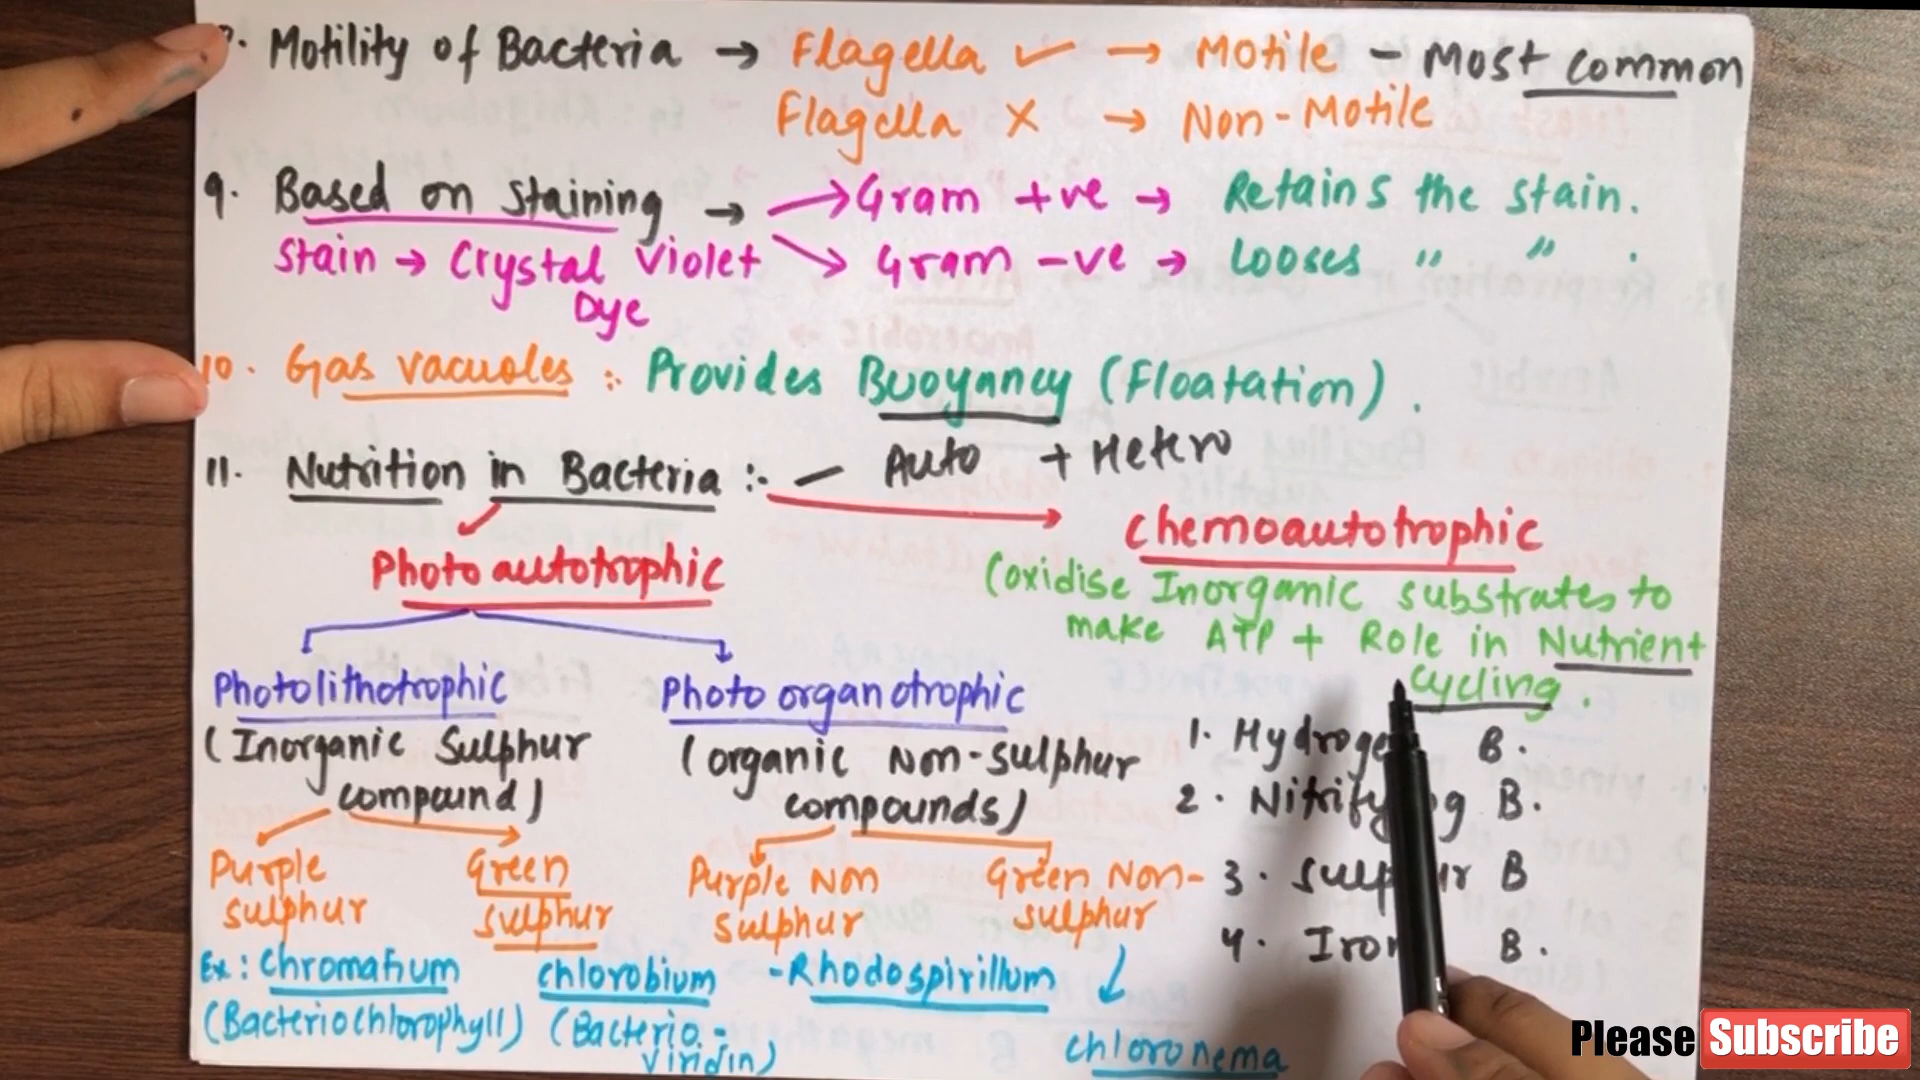 Motility of Bacteria → Flagella ✓ → Motile – Most common
Flagella X → Non-Motile
9. Based on staining → Gram +ve → Retains the stain.
Stain → Crystal violet Dye → Gram -ve → Looses " " .
10. Gas vacuoles :- Provides Buoyancy (Floatation).
11. Nutrition in Bacteria :- – Auto + Hetero
Photoautotrophic
Photolithotrophic
(Inorganic Sulphur
compound)
Purple
sulphur
Green
sulphur
Ex: Chromatium
(Bacteriochlorophyll)
Chlorobium
(Bacterio-
viridin)
Photo organotrophic
(organic Non-sulphur
compounds)
Purple Non
sulphur
Green Non-
sulphur
-Rhodospirillum
Chloronema
Chemoautotrophic
(oxidise Inorganic substrates to
make ATP + Role in Nutrient
Cycling.
1. Hydrogen B.
2. Nitrifying B.
3. Sulphur B
4. Iron B.
Please Subscribe